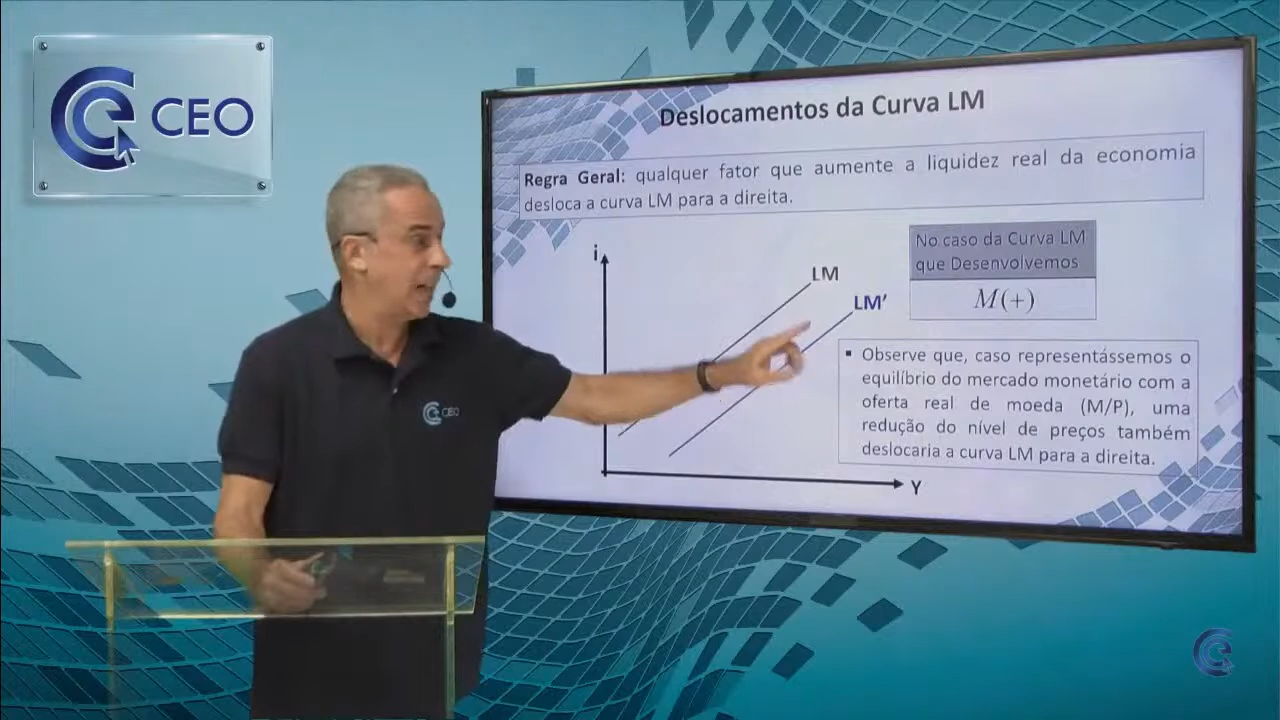 CEO
Deslocamentos da Curva LM
Regra Geral: qualquer fator que aumente a liquidez real da economia
desloca a curva LM para a direita.
No caso da Curva LM
que Desenvolvemos
M(+)
i
LM
LM'
Y
▪ Observe que, caso representássemos o
equilíbrio do mercado monetário com a
oferta real de moeda (M/P), uma
redução do nível de preços também
deslocaria a curva LM para a direita.
CEO